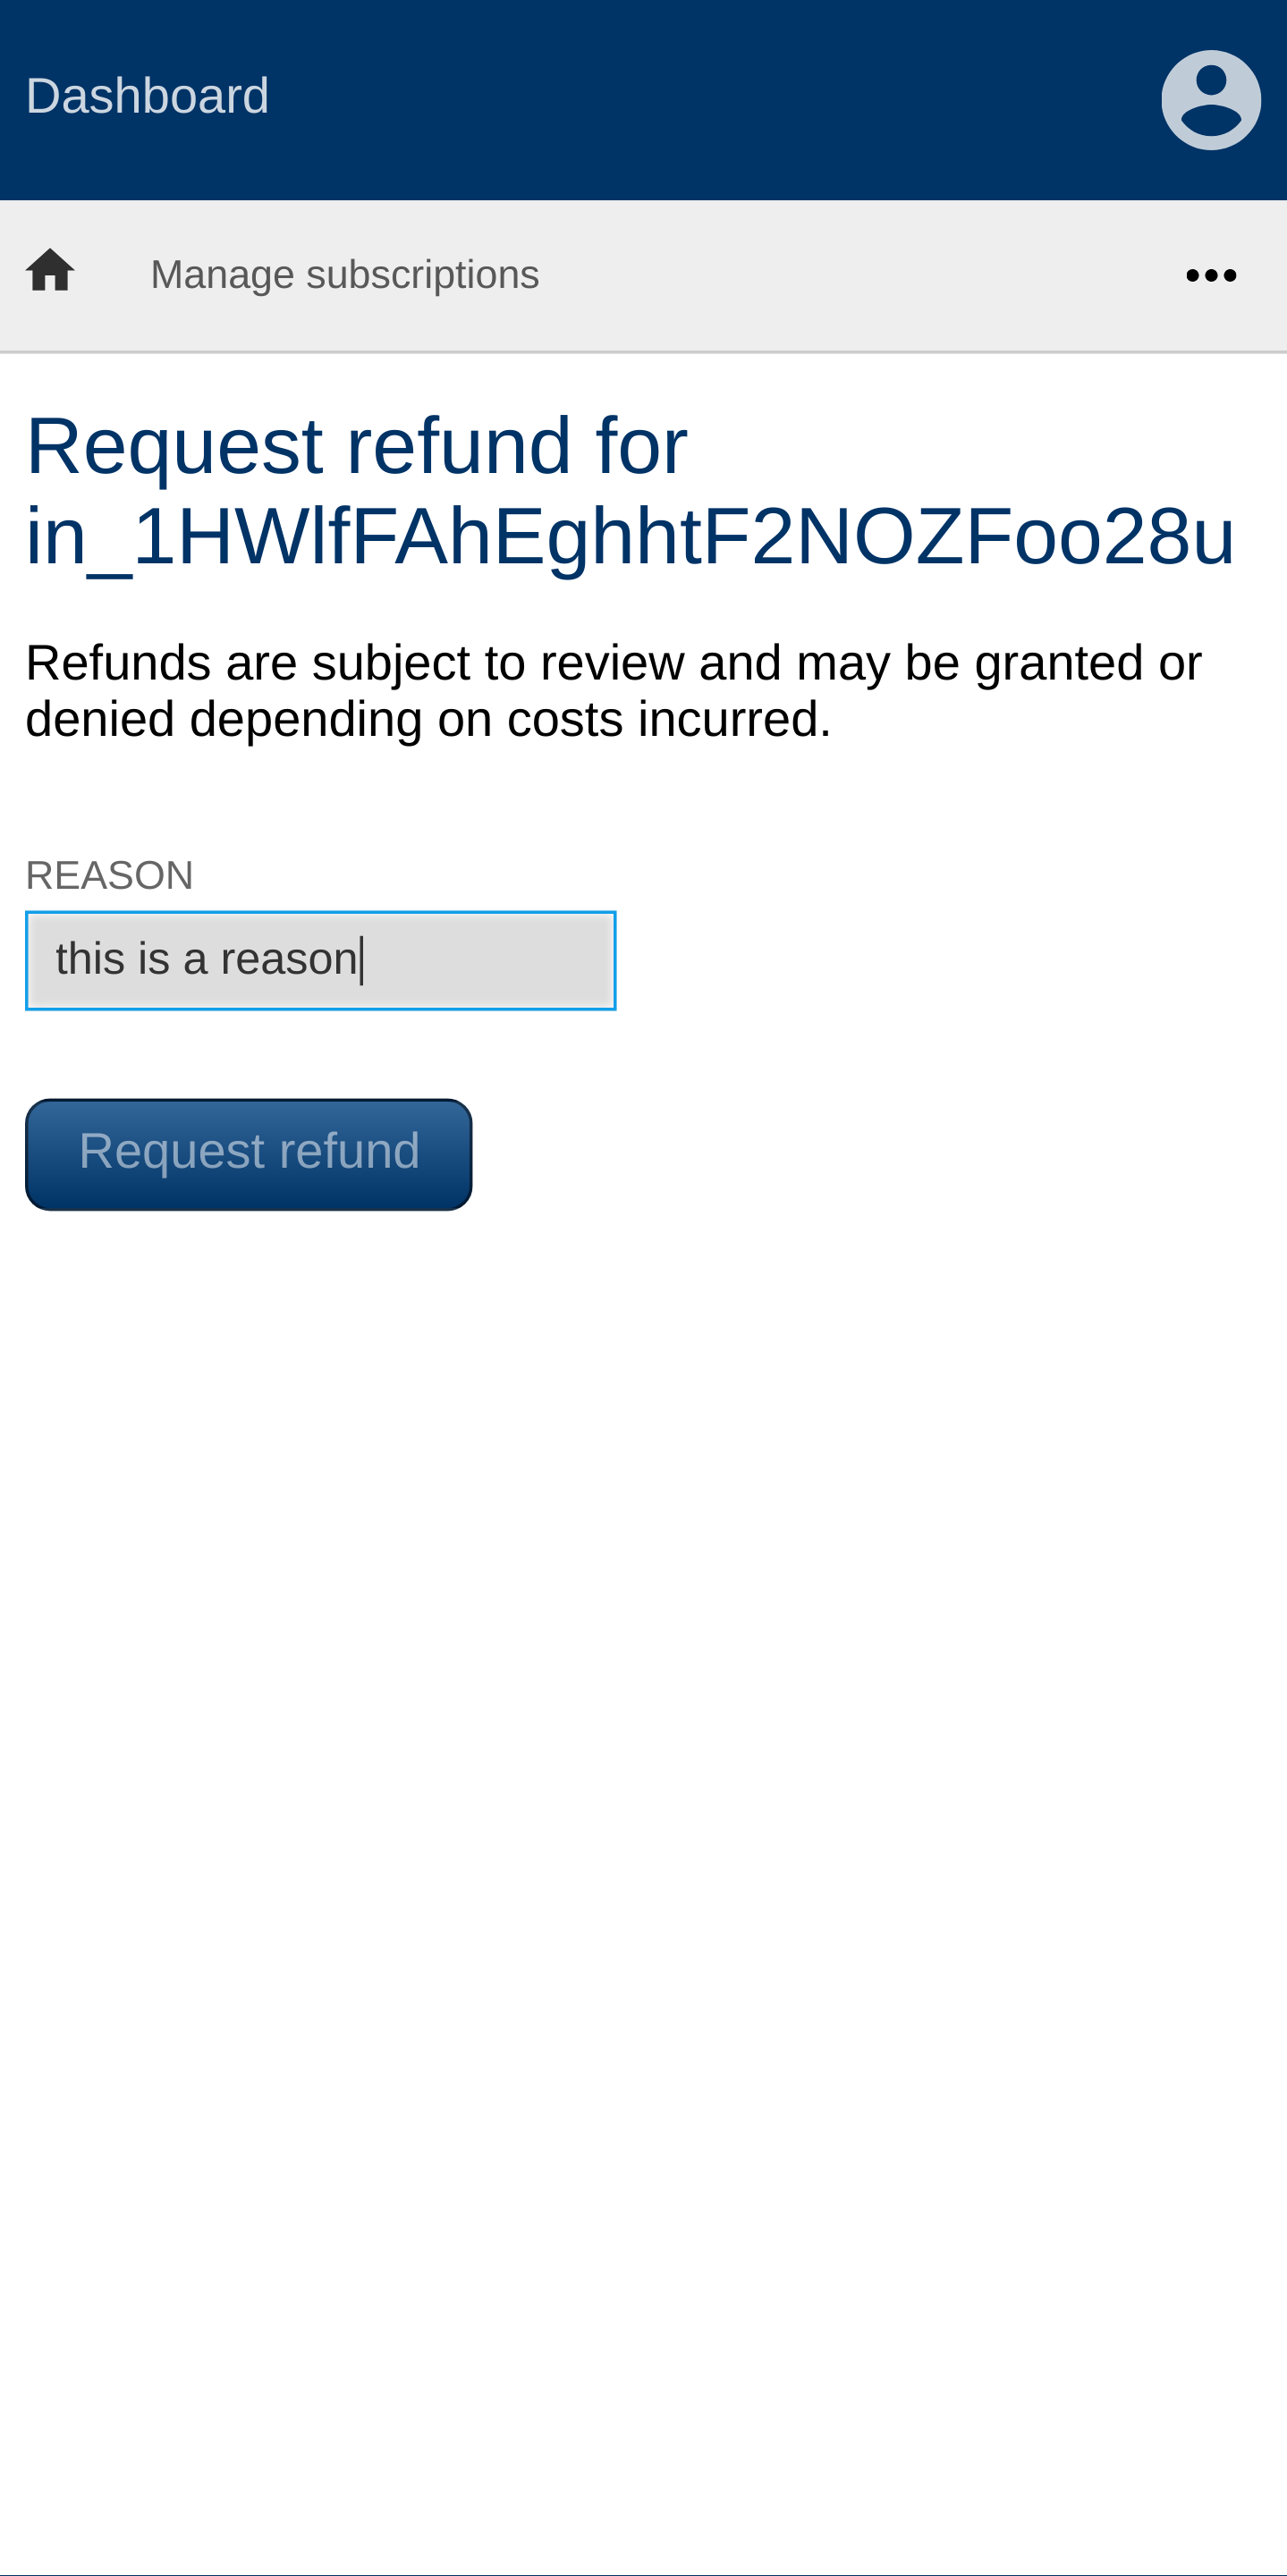 Dashboard
Manage subscriptions
Request refund for
in_1HWlfFAhEghhtF2NOZFoo28u
Refunds are subject to review and may be granted or
denied depending on costs incurred.
REASON
this is a reason
Request refund